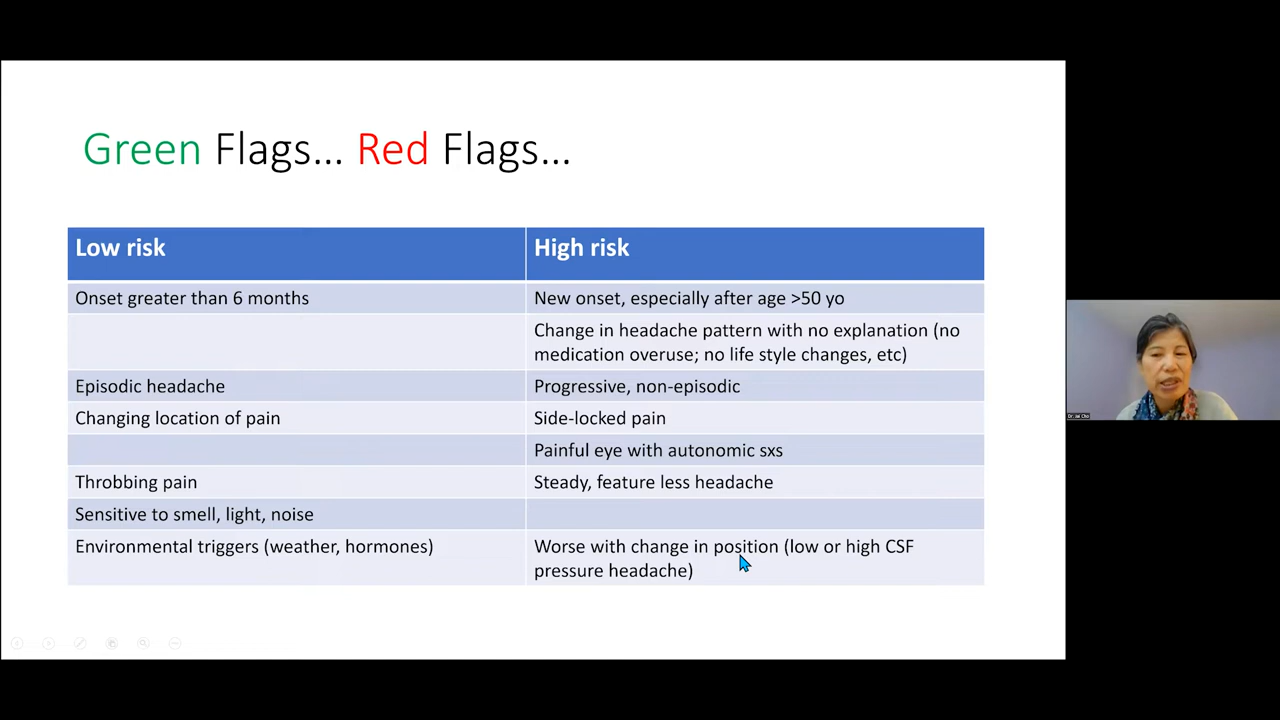 Green Flags... Red Flags...
Low risk
High risk
Onset greater than 6 months
New onset, especially after age >50 yo
Change in headache pattern with no explanation (no
medication overuse; no life style changes, etc)
Episodic headache
Progressive, non-episodic
Changing location of pain
Side-locked pain
Painful eye with autonomic sxs
Throbbing pain
Steady, feature less headache
Sensitive to smell, light, noise
Environmental triggers (weather, hormones)
Worse with change in position (low or high CSF
pressure headache)